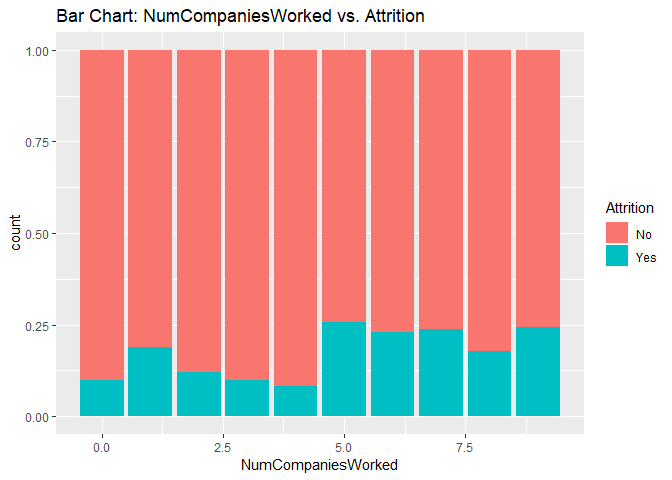 Bar Chart: NumCompaniesWorked vs. Attrition
1.00
0.75
0.50
0.25
0.00
count
0.0
2.5
5.0
7.5
NumCompaniesWorked
Attrition
No
Yes